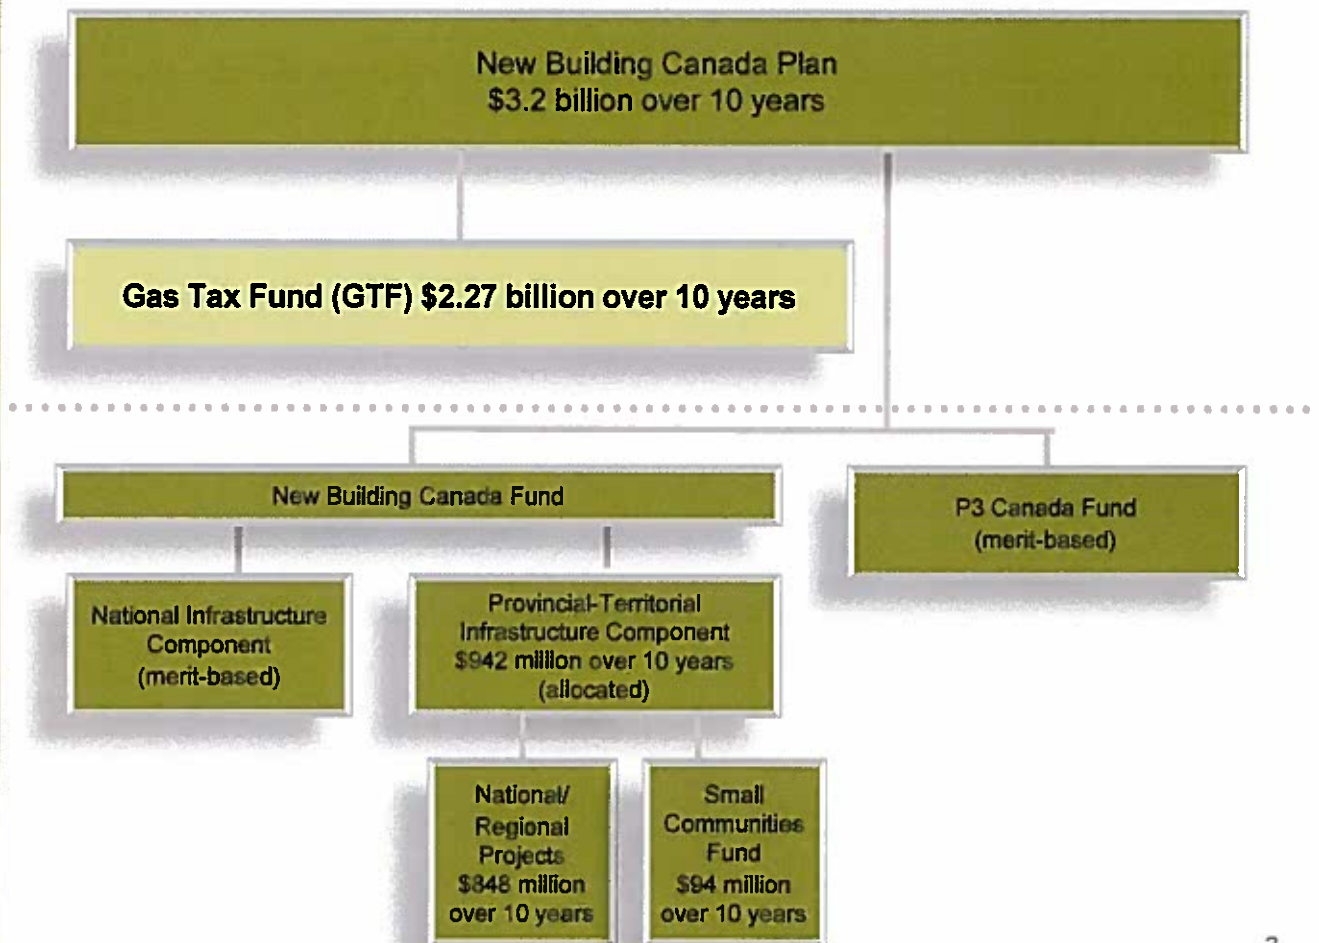 New Building Canada Plan
$3.2 billion over 10 years
Gas Tax Fund (GTF) $2.27 billion over 10 years
New Building Canada Fund
P3 Canada Fund
(merit-based)
National Infrastructure
Component
(merit-based)
Provincial-Territorial
Infrastructure Component
$942 million over 10 years
(allocated)
National/
Regional
Projects
$848 million
over 10 years
Small
Communities
Fund
$94 million
over 10 years